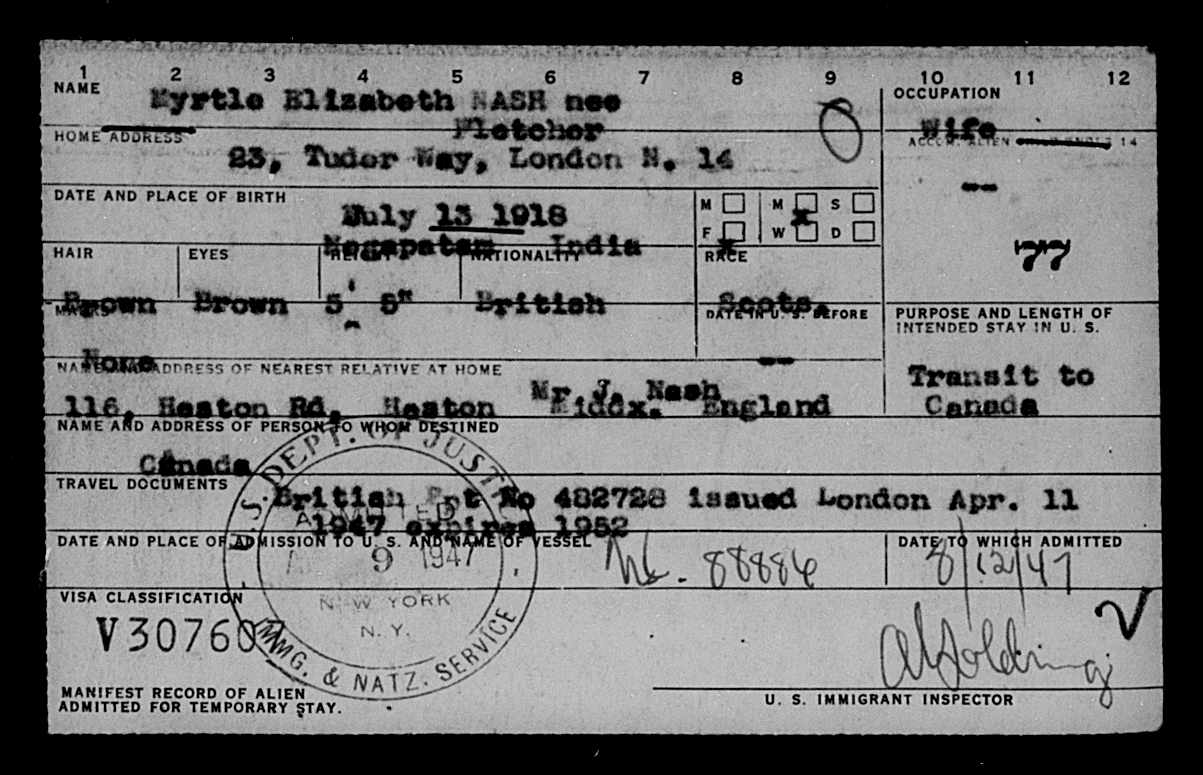 1 2 3 4 5 6 7 8 9 10 11 12
NAME
Myrtle Elizabeth NASH nee
Fletcher
OCCUPATION
Wife
HOME ADDRESS
23, Tudor Way, London N. 14
ACCOM. ALIEN 14
--
DATE AND PLACE OF BIRTH
July 13 1918
Negapatam India
M M S
F W D
x
x
77
HAIR EYES HEIGHT NATIONALITY RACE
Brown Brown 5' 5" British Scots.
MARKS
None
DATE IN U. S. BEFORE
--
PURPOSE AND LENGTH OF
INTENDED STAY IN U. S.
Transit to
Canada
NAME AND ADDRESS OF NEAREST RELATIVE AT HOME
Mr J. Nash
116, Heston Rd, Heston Middx. England
NAME AND ADDRESS OF PERSON TO WHOM DESTINED
Canada
TRAVEL DOCUMENTS
British Ppt No 482728 issued London Apr. 11
1947 expires 1952
DATE AND PLACE OF ADMISSION TO U. S. AND NAME OF VESSEL
88886
DATE TO WHICH ADMITTED
8/12/47
U.S. DEPT. OF JUSTICE
ADMITTED
9 1947
NEW YORK
N. Y.
IMMG. & NATZ. SERVICE
VISA CLASSIFICATION
V307607
MANIFEST RECORD OF ALIEN
ADMITTED FOR TEMPORARY STAY.
U. S. IMMIGRANT INSPECTOR